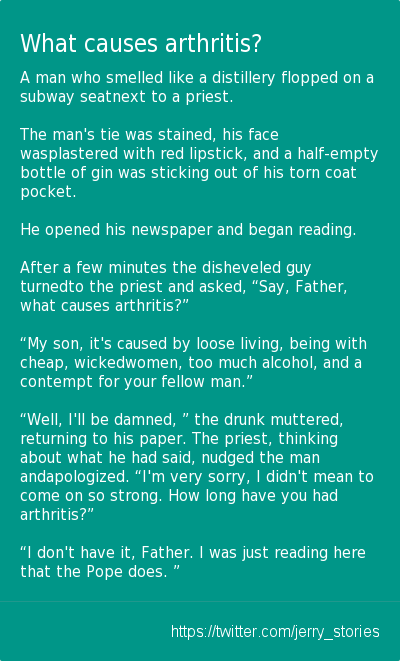 What causes arthritis?
A man who smelled like a distillery flopped on a
subway seatnext to a priest.
The man's tie was stained, his face
wasplastered with red lipstick, and a half-empty
bottle of gin was sticking out of his torn coat
pocket.
He opened his newspaper and began reading.
After a few minutes the disheveled guy
turnedto the priest and asked, “Say, Father,
what causes arthritis?”
“My son, it's caused by loose living, being with
cheap, wickedwomen, too much alcohol, and a
contempt for your fellow man.”
“Well, I'll be damned, ” the drunk muttered,
returning to his paper. The priest, thinking
about what he had said, nudged the man
andapologized. “I'm very sorry, I didn't mean to
come on so strong. How long have you had
arthritis?”
“I don't have it, Father. I was just reading here
that the Pope does. ”
https://twitter.com/jerry_stories